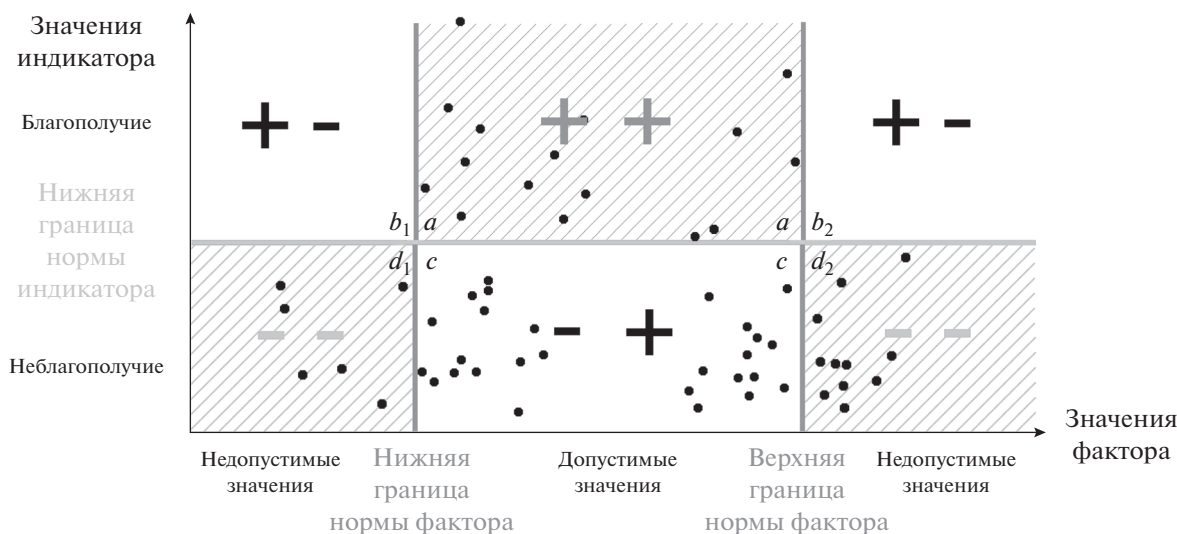 Значения
индикатора
Благополучие
Нижняя
граница
нормы
индикатора
Неблагополучие
+ –
+ +
+ –
b1 a
a b2
d1 c
c d2
– –
– +
– –
Недопустимые
значения
Нижняя
граница
нормы фактора
Допустимые
значения
Верхняя
граница
нормы фактора
Недопустимые
значения
Значения
фактора